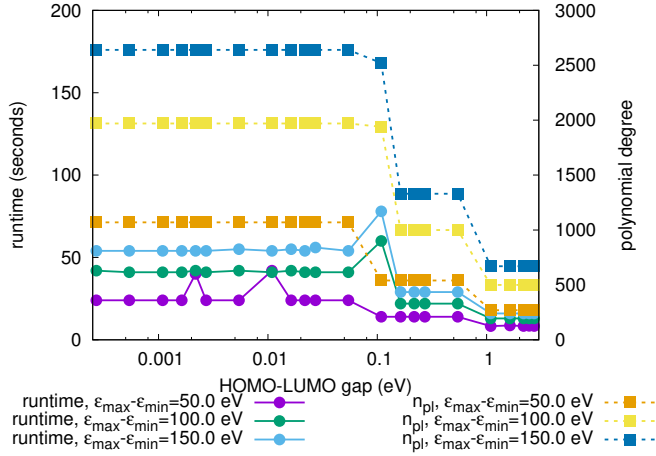 200
150
100
50
0
3000
2500
2000
1500
1000
500
0
0.001
0.01
0.1
1
runtime (seconds)
polynomial degree
HOMO-LUMO gap (eV)
runtime, εmax-εmin=50.0 eV
runtime, εmax-εmin=100.0 eV
runtime, εmax-εmin=150.0 eV
npl, εmax-εmin=50.0 eV
npl, εmax-εmin=100.0 eV
npl, εmax-εmin=150.0 eV